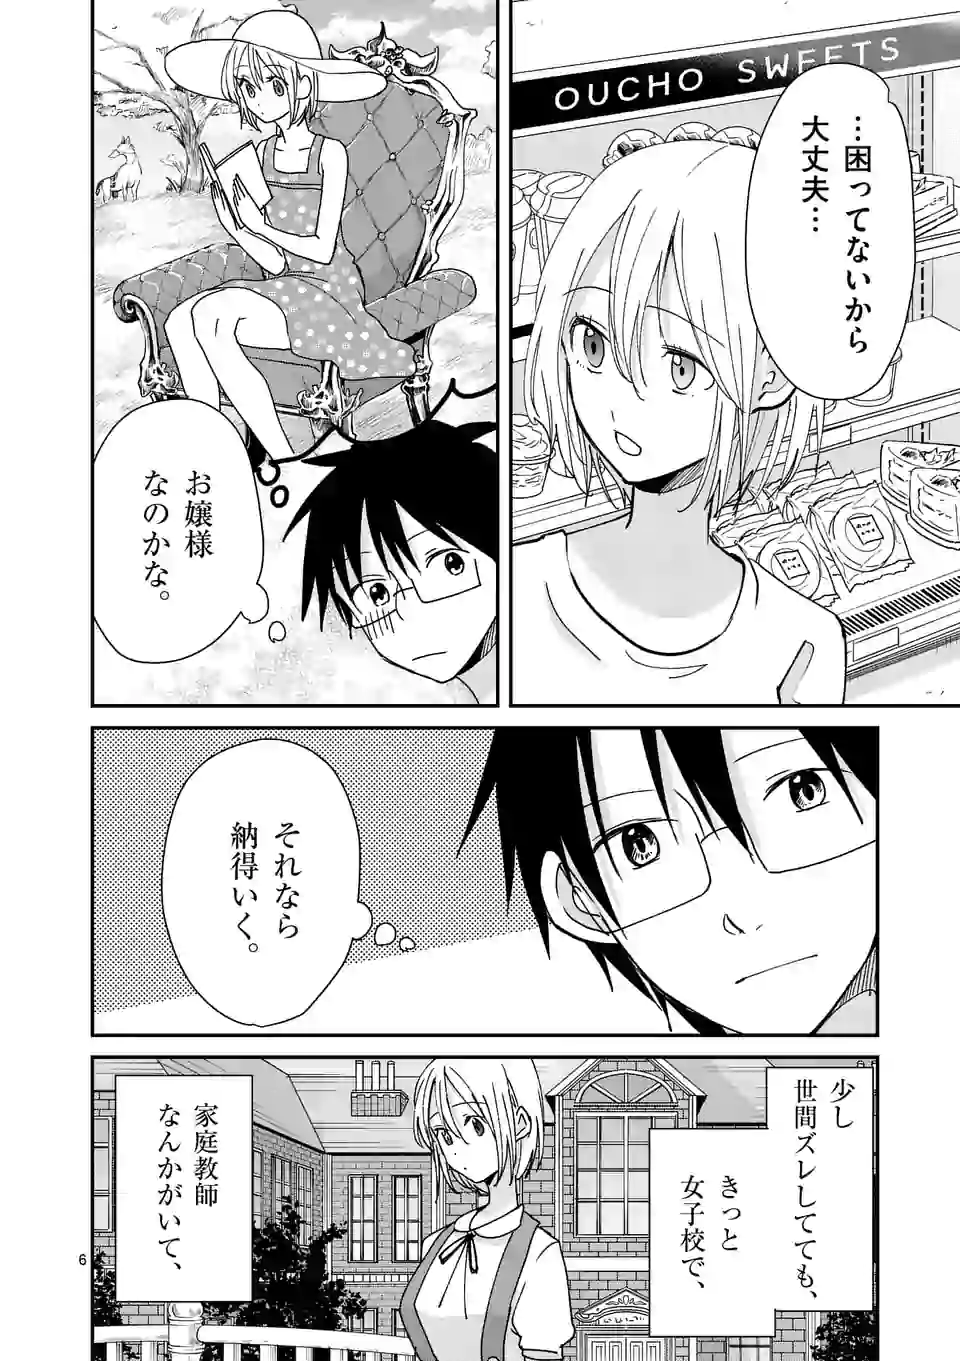 OUCHO SWEETS
…困ってないから
大丈夫…
お嬢様
なのかな。
それなら
納得いく。
少し
世間ズレしてても、
きっと
女子校で、
家庭教師
なんかがいて、
6